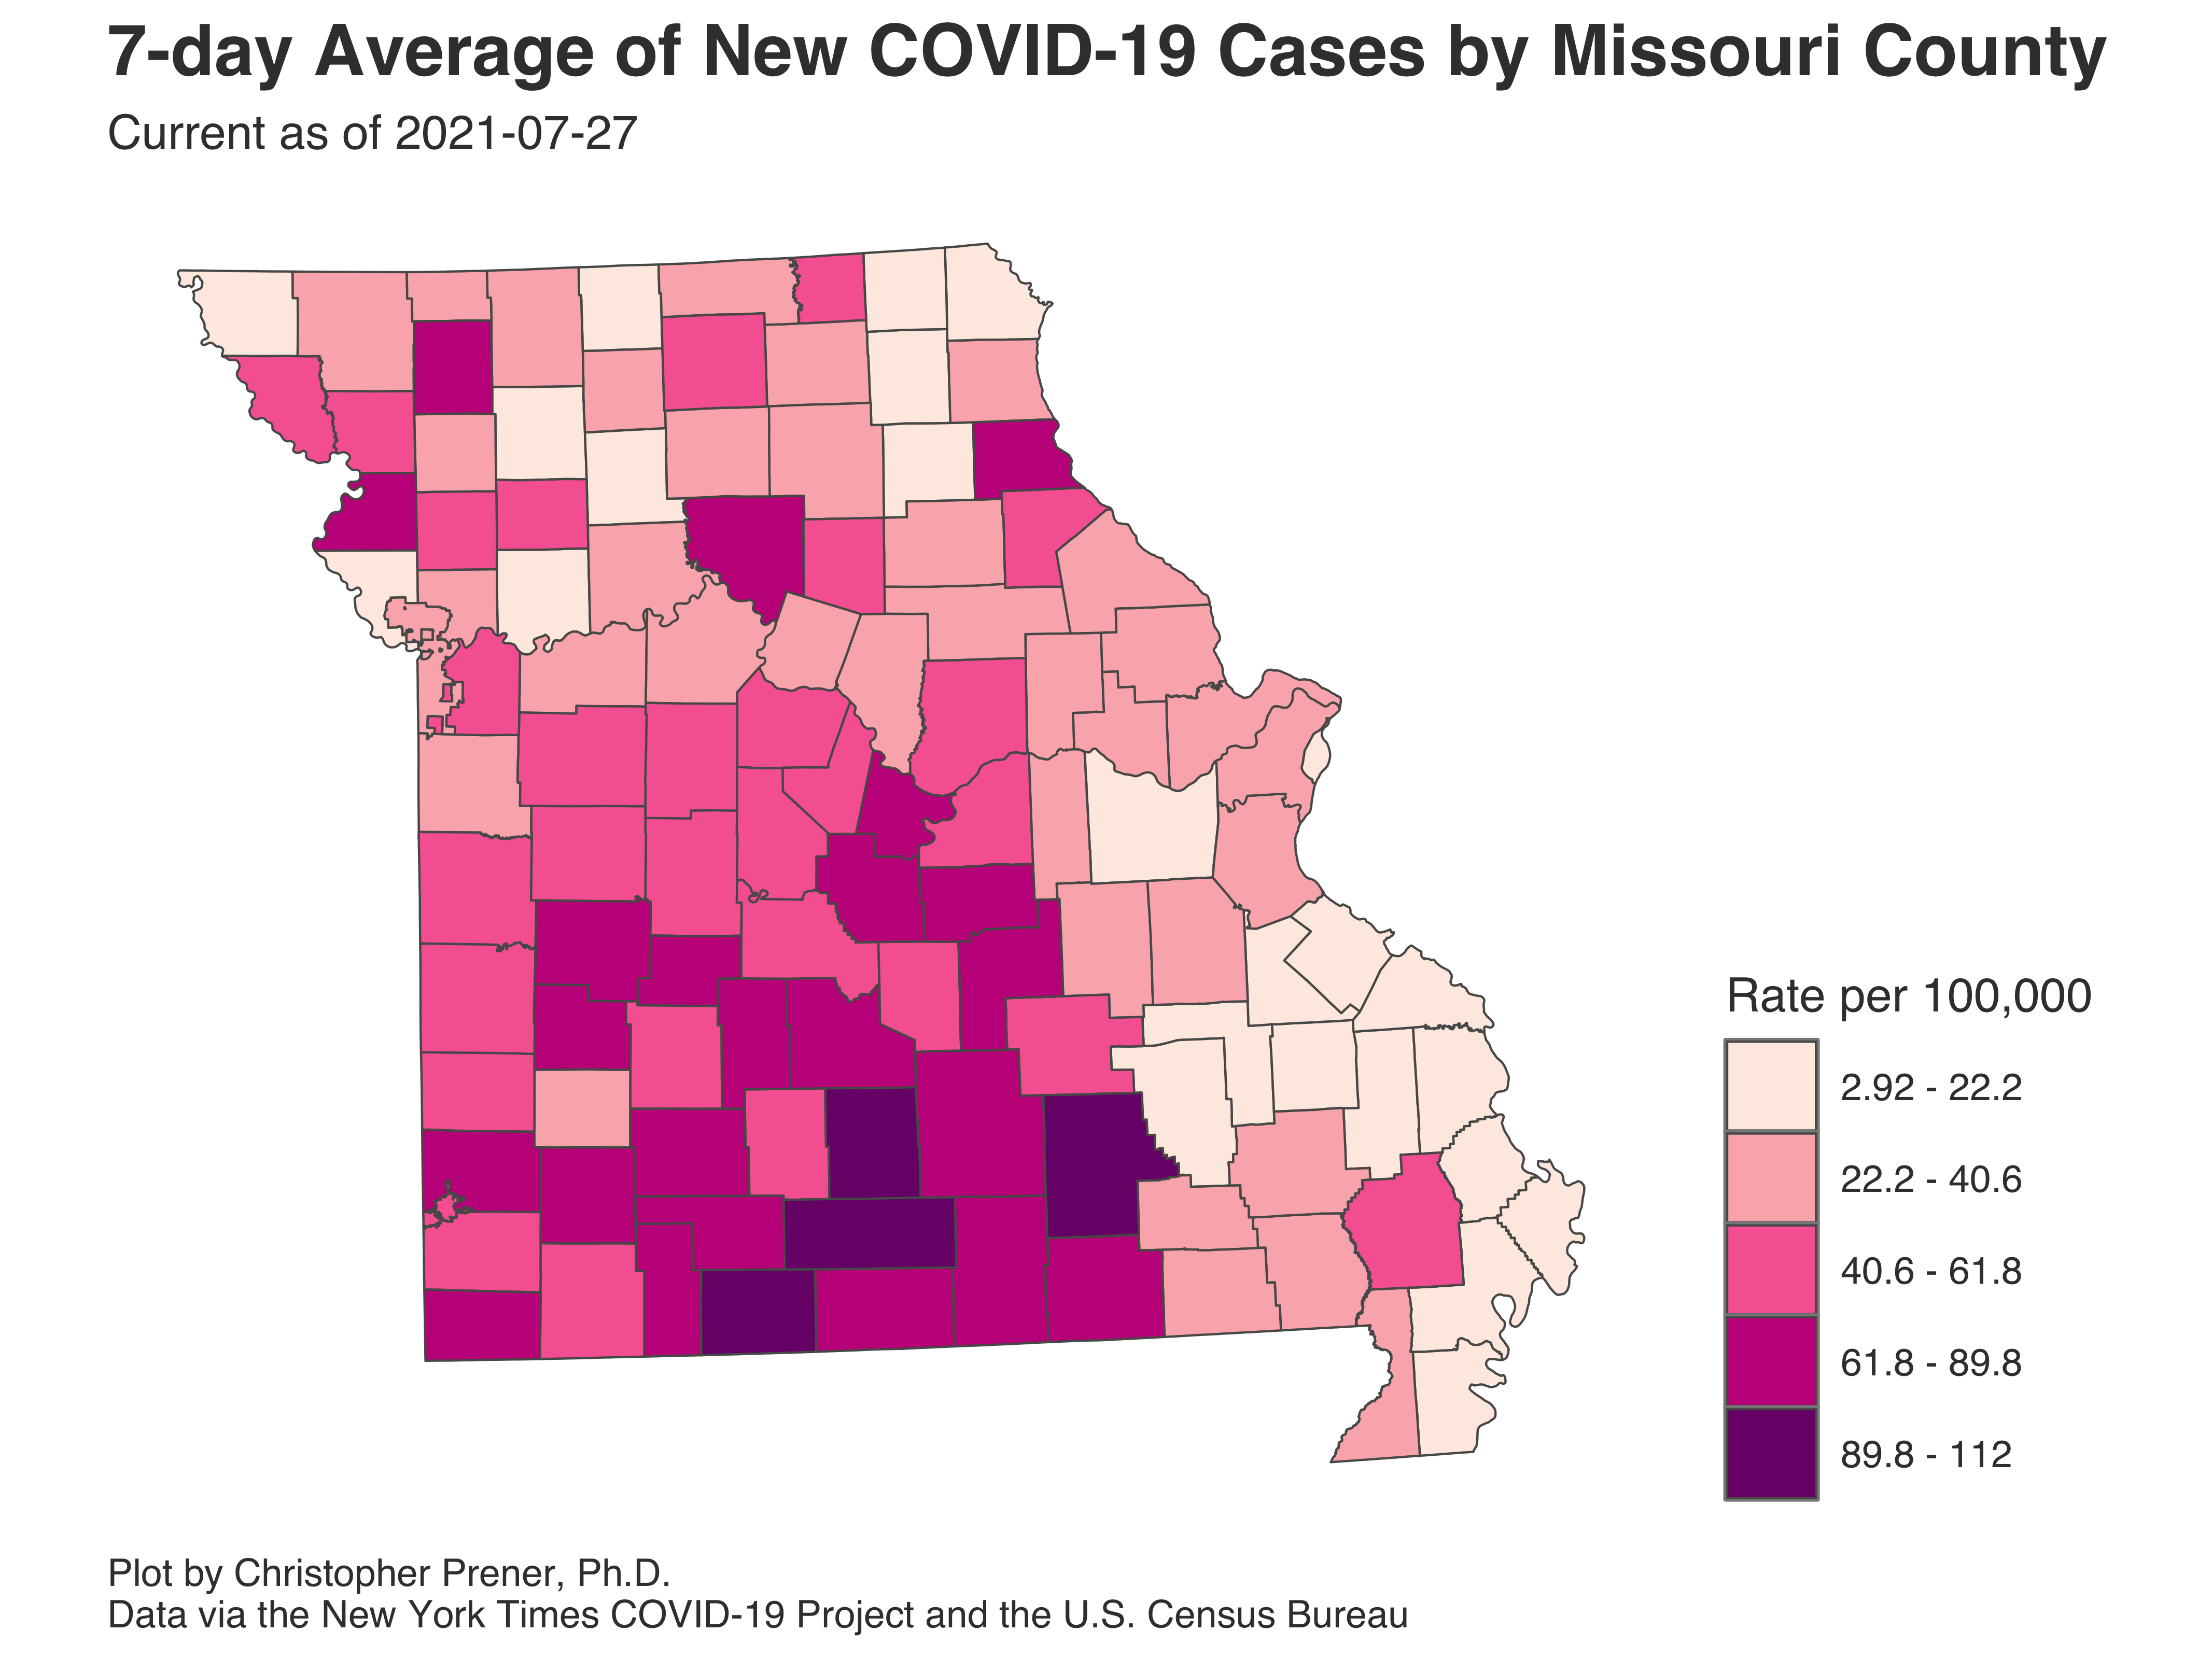 7-day Average of New COVID-19 Cases by Missouri County
Current as of 2021-07-27
Rate per 100,000
2.92 - 22.2
22.2 - 40.6
40.6 - 61.8
61.8 - 89.8
89.8 - 112
Plot by Christopher Prener, Ph.D.
Data via the New York Times COVID-19 Project and the U.S. Census Bureau